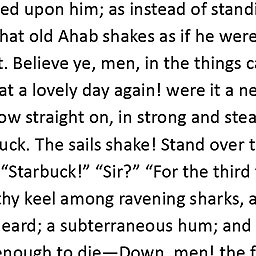 ed upon him; as instead of standi
hat old Ahab shakes as if he were
t. Believe ye, men, in the things c
at a lovely day again! were it a ne
ow straight on, in strong and stea
uck. The sails shake! Stand over t
“Starbuck!” “Sir?” “For the third
thy keel among ravening sharks, a
eard; a subterraneous hum; and
enough to die—Down, men! the f